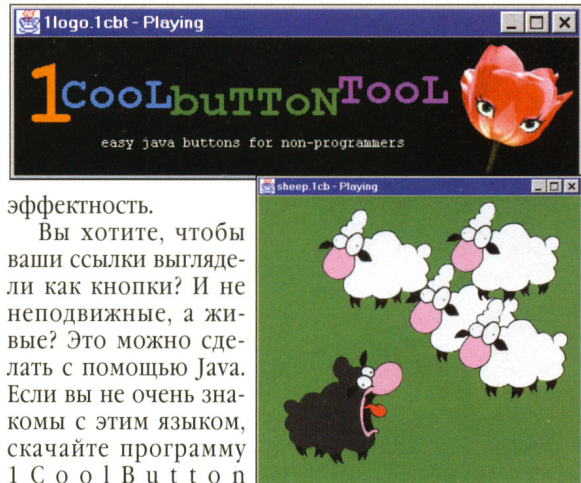 1logo.1cbt - Playing
1CooLbuTToNTooL
easy java buttons for non-programmers
sheep.1cb - Playing
эффектность.
Вы хотите, чтобы
ваши ссылки выгляде-
ли как кнопки? И не
неподвижные, а жи-
вые? Это можно сде-
лать с помощью Java.
Если вы не очень зна-
комы с этим языком,
скачайте программу
1 C o o l B u t t o n